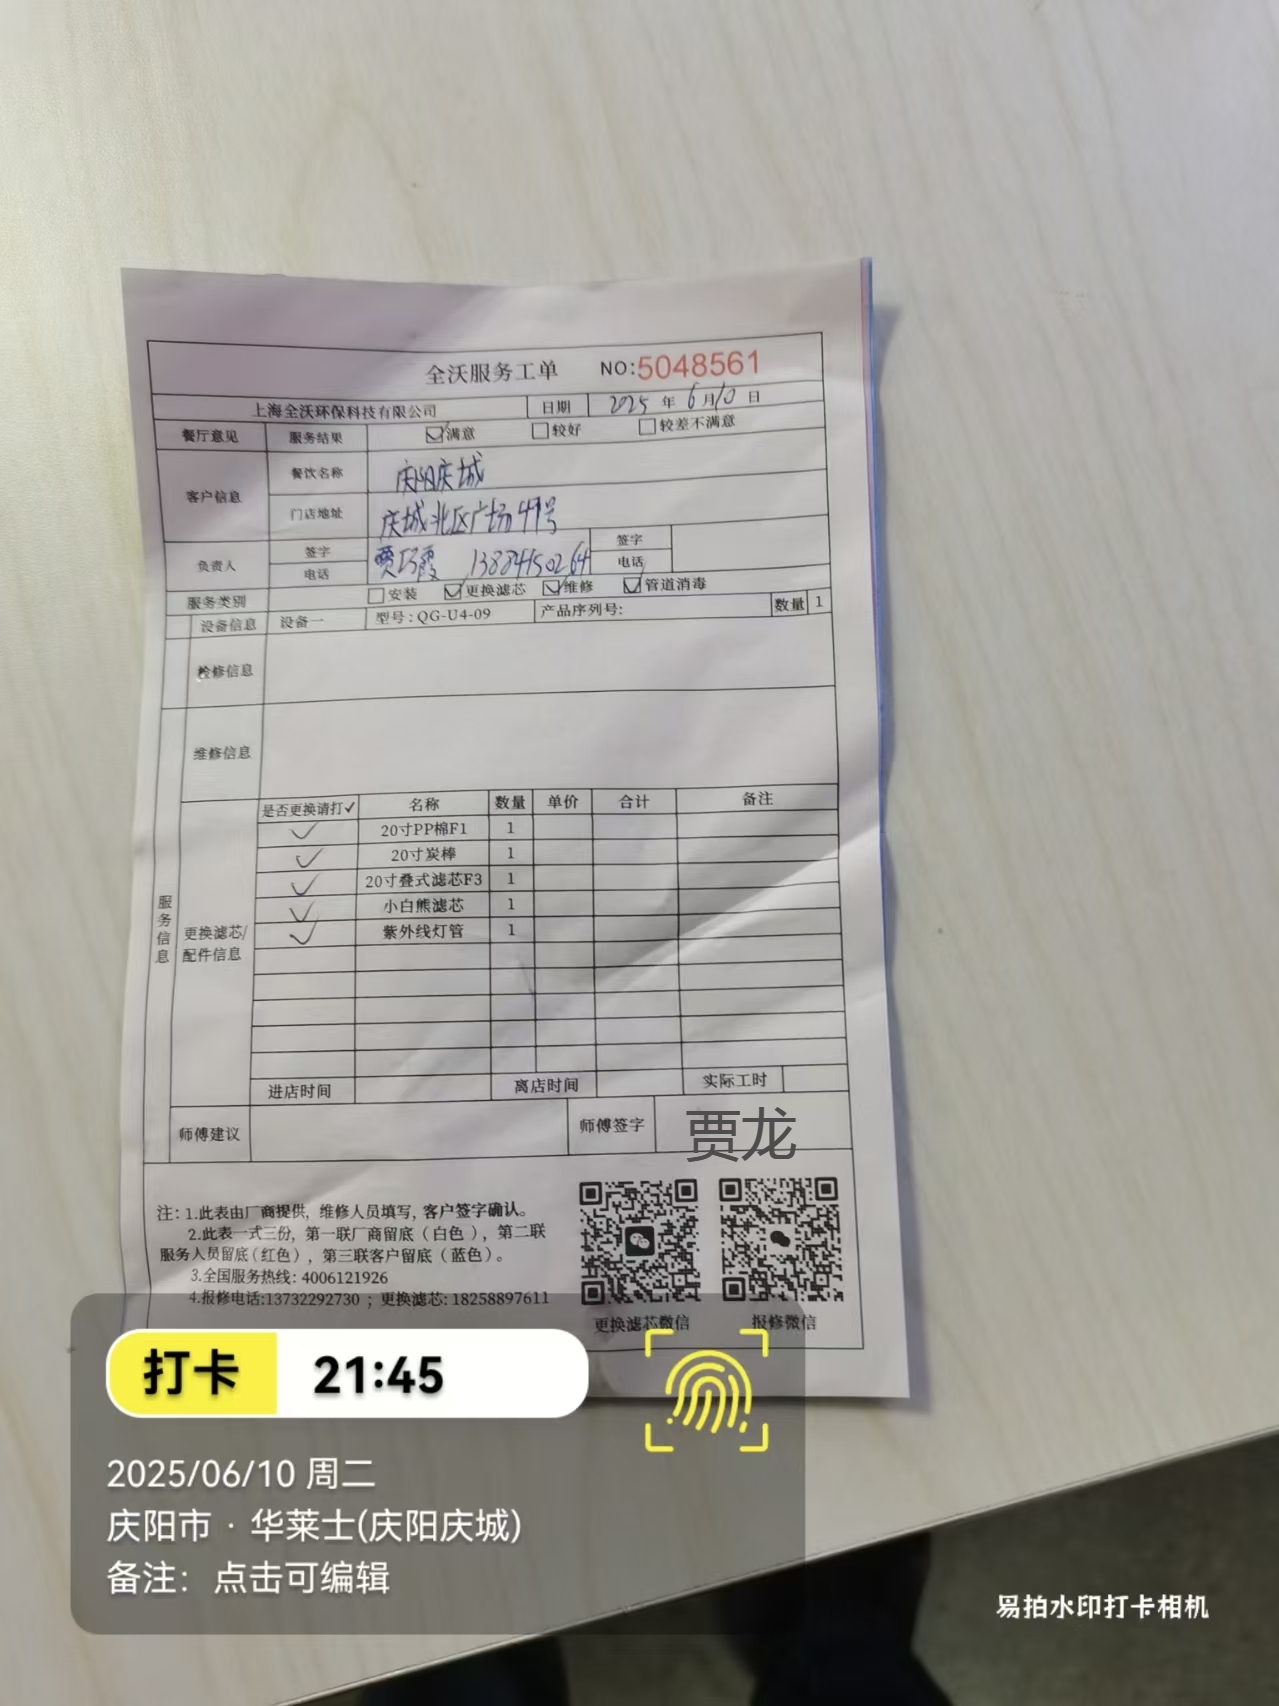 全沃服务工单 NO:5048561
上海全沃环保科技有限公司 日期 2025 年 6 月 10 日
餐厅意见 服务结果 ☑满意 ☐较好 ☐较差不满意
客户信息 餐饮名称 庆阳庆城
门店地址 庆城北区广场49号
负责人 签字 贾巧霞 签字
电话 13884150264 电话
服务类别 ☐安装 ☑更换滤芯 ☑维修 ☑管道消毒
设备信息 设备一 型号:QG-U4-09 产品序列号: 数量 1
检修信息
维修信息
服务信息
更换滤芯/配件信息
是否更换请打✓ 名称 数量 单价 合计 备注
✓ 20寸PP棉F1 1
✓ 20寸炭棒 1
✓ 20寸叠式滤芯F3 1
✓ 小白熊滤芯 1
✓ 紫外线灯管 1
进店时间 离店时间 实际工时
师傅建议 师傅签字 贾龙
注:1.此表由厂商提供,维修人员填写,客户签字确认。
2.此表一式三份,第一联厂商留底(白色),第二联
服务人员留底(红色),第三联客户留底(蓝色)。
3.全国服务热线:4006121926
4.报修电话:13732292730 ;更换滤芯:18258897611
更换滤芯微信 报修微信
打卡 21:45
2025/06/10 周二
庆阳市 · 华莱士(庆阳庆城)
备注:点击可编辑
易拍水印打卡相机